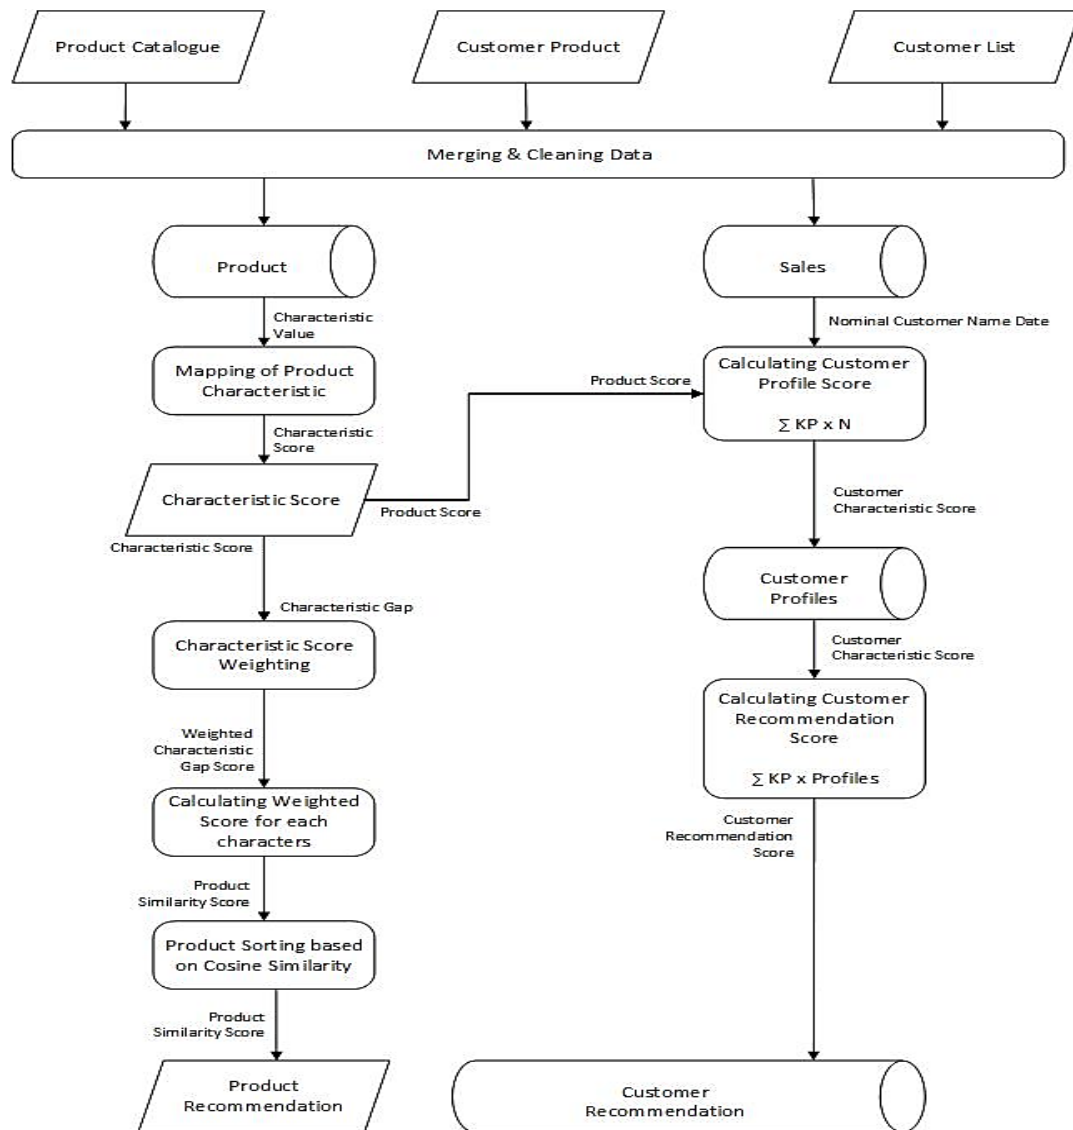 Product Catalogue
Customer Product
Customer List
Merging & Cleaning Data
Product
Sales
Characteristic
Value
Nominal Customer Name Date
Mapping of Product
Characteristic
Product Score
Calculating Customer
Profile Score
∑ KP x N
Characteristic
Score
Characteristic Score
Product Score
Customer
Characteristic Score
Characteristic Score
Customer
Profiles
Characteristic Gap
Characteristic Score
Weighting
Customer
Characteristic Score
Calculating Customer
Recommendation
Score
∑ KP x Profiles
Weighted
Characteristic
Gap Score
Calculating Weighted
Score for each
characters
Customer
Recommendation
Score
Product
Similarity Score
Product Sorting based
on Cosine Similarity
Product
Similarity Score
Product
Recommendation
Customer
Recommendation